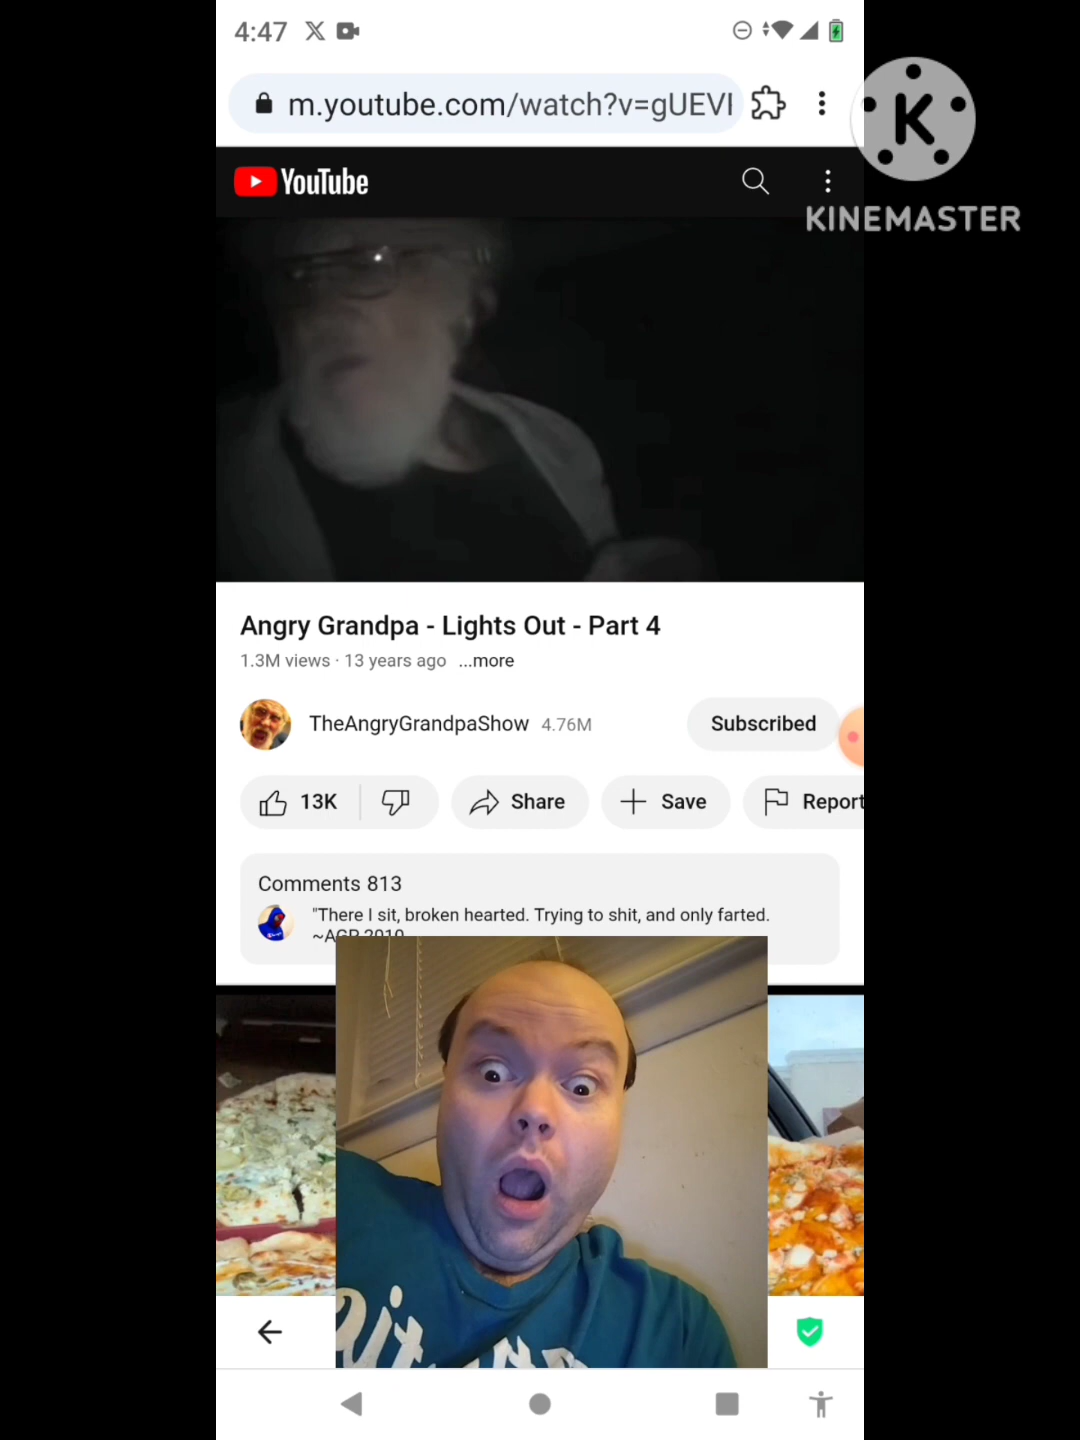 4:47
m.youtube.com/watch?v=gUEVI
K
KINEMASTER
YouTube
Angry Grandpa - Lights Out - Part 4
1.3M views · 13 years ago ...more
TheAngryGrandpaShow 4.76M
Subscribed
13K
Share
Save
Report
Comments 813
"There I sit, broken hearted. Trying to shit, and only farted.
~AGP 2010